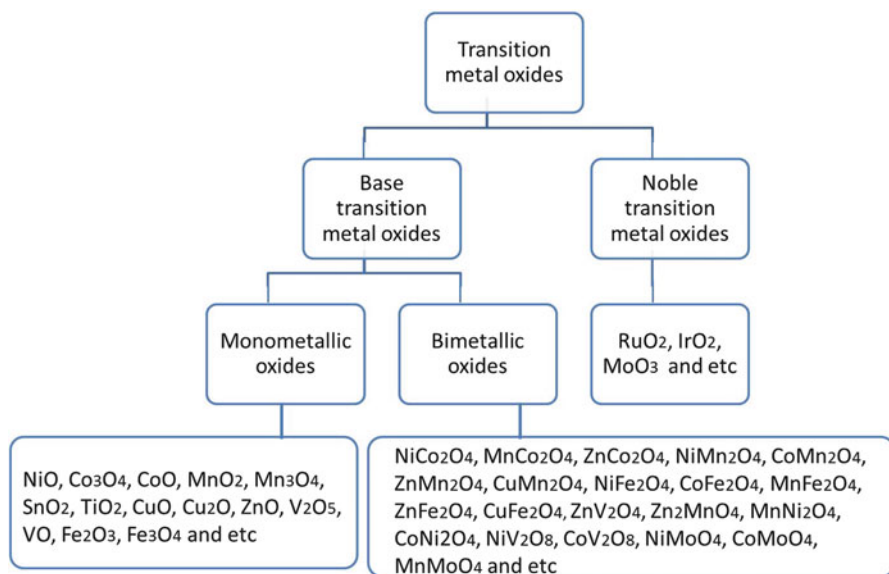 Transition
metal oxides
Base
transition
metal oxides
Noble
transition
metal oxides
Monometallic
oxides
Bimetallic
oxides
RuO2, IrO2,
MoO3 and etc
NiO, Co3O4, CoO, MnO2, Mn3O4,
SnO2, TiO2, CuO, Cu2O, ZnO, V2O5,
VO, Fe2O3, Fe3O4 and etc
NiCo2O4, MnCo2O4, ZnCo2O4, NiMn2O4, CoMn2O4,
ZnMn2O4, CuMn2O4, NiFe2O4, CoFe2O4, MnFe2O4,
ZnFe2O4, CuFe2O4, ZnV2O4, Zn2MnO4, MnNi2O4,
CoNi2O4, NiV2O8, CoV2O8, NiMoO4, CoMoO4,
MnMoO4 and etc